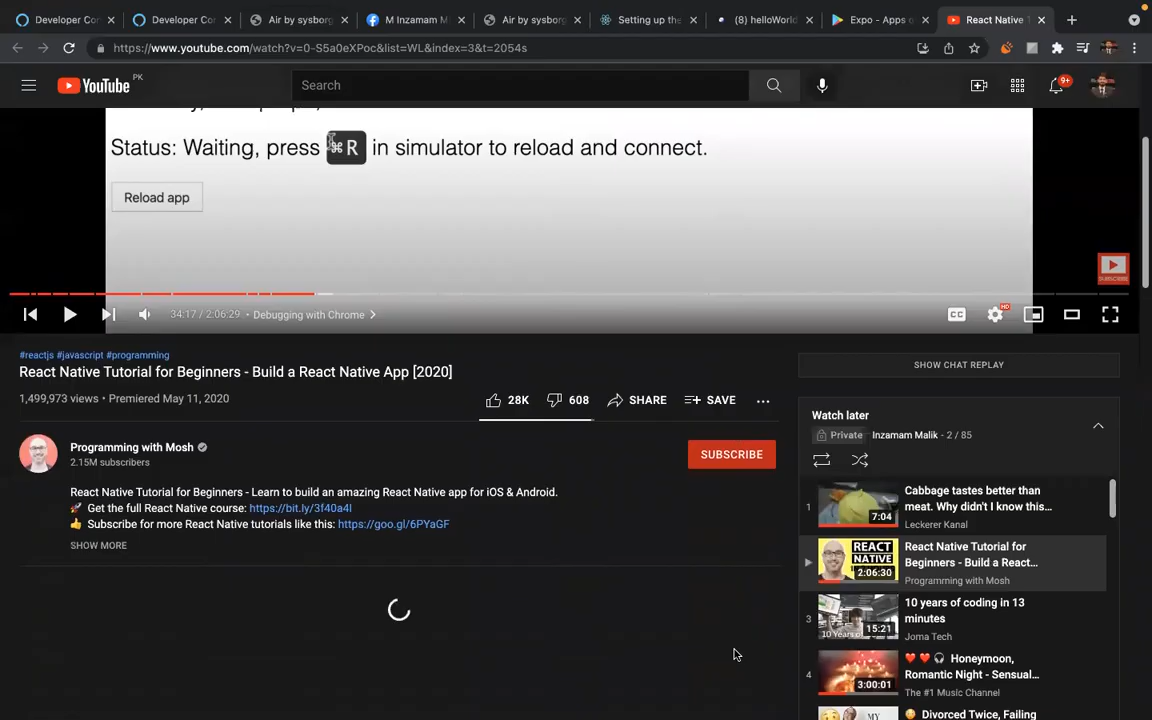 Developer Co
Developer Co
Air by sysborg
M Inzamam M
Air by sysborg
Setting up the
(8) helloWorl
Expo - Apps o
React Native T
https://www.youtube.com/watch?v=0-S5a0eXPoc&list=WL&index=3&t=2054s
YouTube PK
Search
9+
Status: Waiting, press ⌘R in simulator to reload and connect.
Reload app
SUBSCRIBE
34:17 / 2:06:29 • Debugging with Chrome
CC
HD
#reactjs #javascript #programming
React Native Tutorial for Beginners - Build a React Native App [2020]
1,499,973 views • Premiered May 11, 2020
28K
608
SHARE
SAVE
Programming with Mosh
2.15M subscribers
SUBSCRIBE
React Native Tutorial for Beginners - Learn to build an amazing React Native app for iOS & Android.
🚀 Get the full React Native course: https://bit.ly/3f40a4l
👍 Subscribe for more React Native tutorials like this: https://goo.gl/6PYaGF
SHOW MORE
SHOW CHAT REPLAY
Watch later
Private Inzamam Malik - 2 / 85
1
7:04
Cabbage tastes better than
meat. Why didn't I know this...
Leckerer Kanal
REACT
NATIVE
2:06:30
React Native Tutorial for
Beginners - Build a React...
Programming with Mosh
3
10 Years of
15:21
10 years of coding in 13
minutes
Joma Tech
4
3:00:01
❤️ ❤️ 🎧 Honeymoon,
Romantic Night - Sensual...
The #1 Music Channel
MY
Divorced Twice, Failing